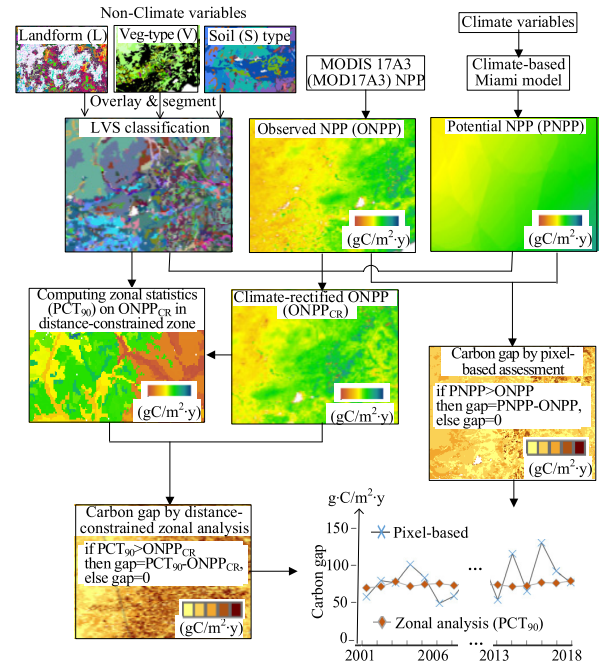 Non-Climate variables
Landform (L)
Veg-type (V)
Soil (S) type
Overlay & segment
LVS classification
MODIS 17A3
(MOD17A3) NPP
Observed NPP (ONPP)
(gC/m²·y)
Climate variables
Climate-based
Miami model
Potential NPP (PNPP)
(gC/m²·y)
Computing zonal statistics
(PCT₉₀) on ONPP_CR in
distance-constrained zone
(gC/m²·y)
Climate-rectified ONPP
(ONPP_CR)
(gC/m²·y)
Carbon gap by pixel-
based assessment
if PNPP>ONPP
then gap=PNPP-ONPP,
else gap=0
(gC/m²·y)
Carbon gap by distance-
constrained zonal analysis
if PCT₉₀>ONPP_CR
then gap=PCT₉₀-ONPP_CR,
else gap=0
(gC/m²·y)
g·C/m²·y
Carbon gap
150
100
50
0
Pixel-based
...
Zonal analysis (PCT₉₀)
2001 2006 ... 2013 2018